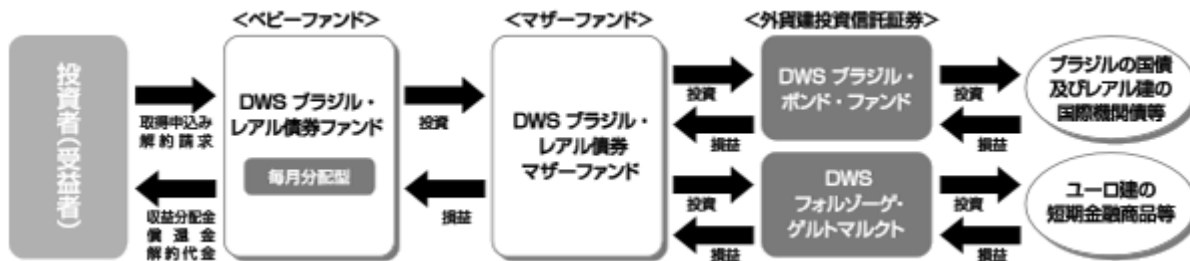 <ベビーファンド>
<マザーファンド>
<外貨建投資信託証券>
投資者(受益者)
取得申込み
解約請求
収益分配金
償還金
解約代金
DWS ブラジル・
レアル債券ファンド
毎月分配型
投資
損益
DWS ブラジル・
レアル債券
マザーファンド
投資
損益
投資
損益
DWS ブラジル・
ボンド・ファンド
DWS
フォルゾーゲ・
ゲルトマルクト
投資
損益
投資
損益
ブラジルの国債
及びレアル建の
国際機関債等
ユーロ建の
短期金融商品等